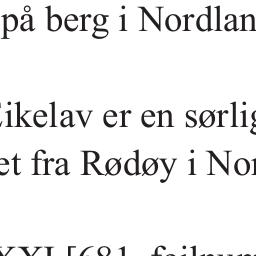 på berg i Nordlan
Eikelav er en sørlig
et fra Rødøy i Nor
XXI [681, feilnum